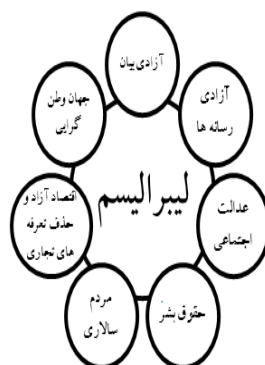 آزادی بیان
آزادی
رسانه ها
عدالت
اجتماعی
حقوق بشر
مردم
سالاری
اقتصاد آزاد و
حذف تعرفه
های تجاری
جهان وطن
گرایی
لیبرالیسم